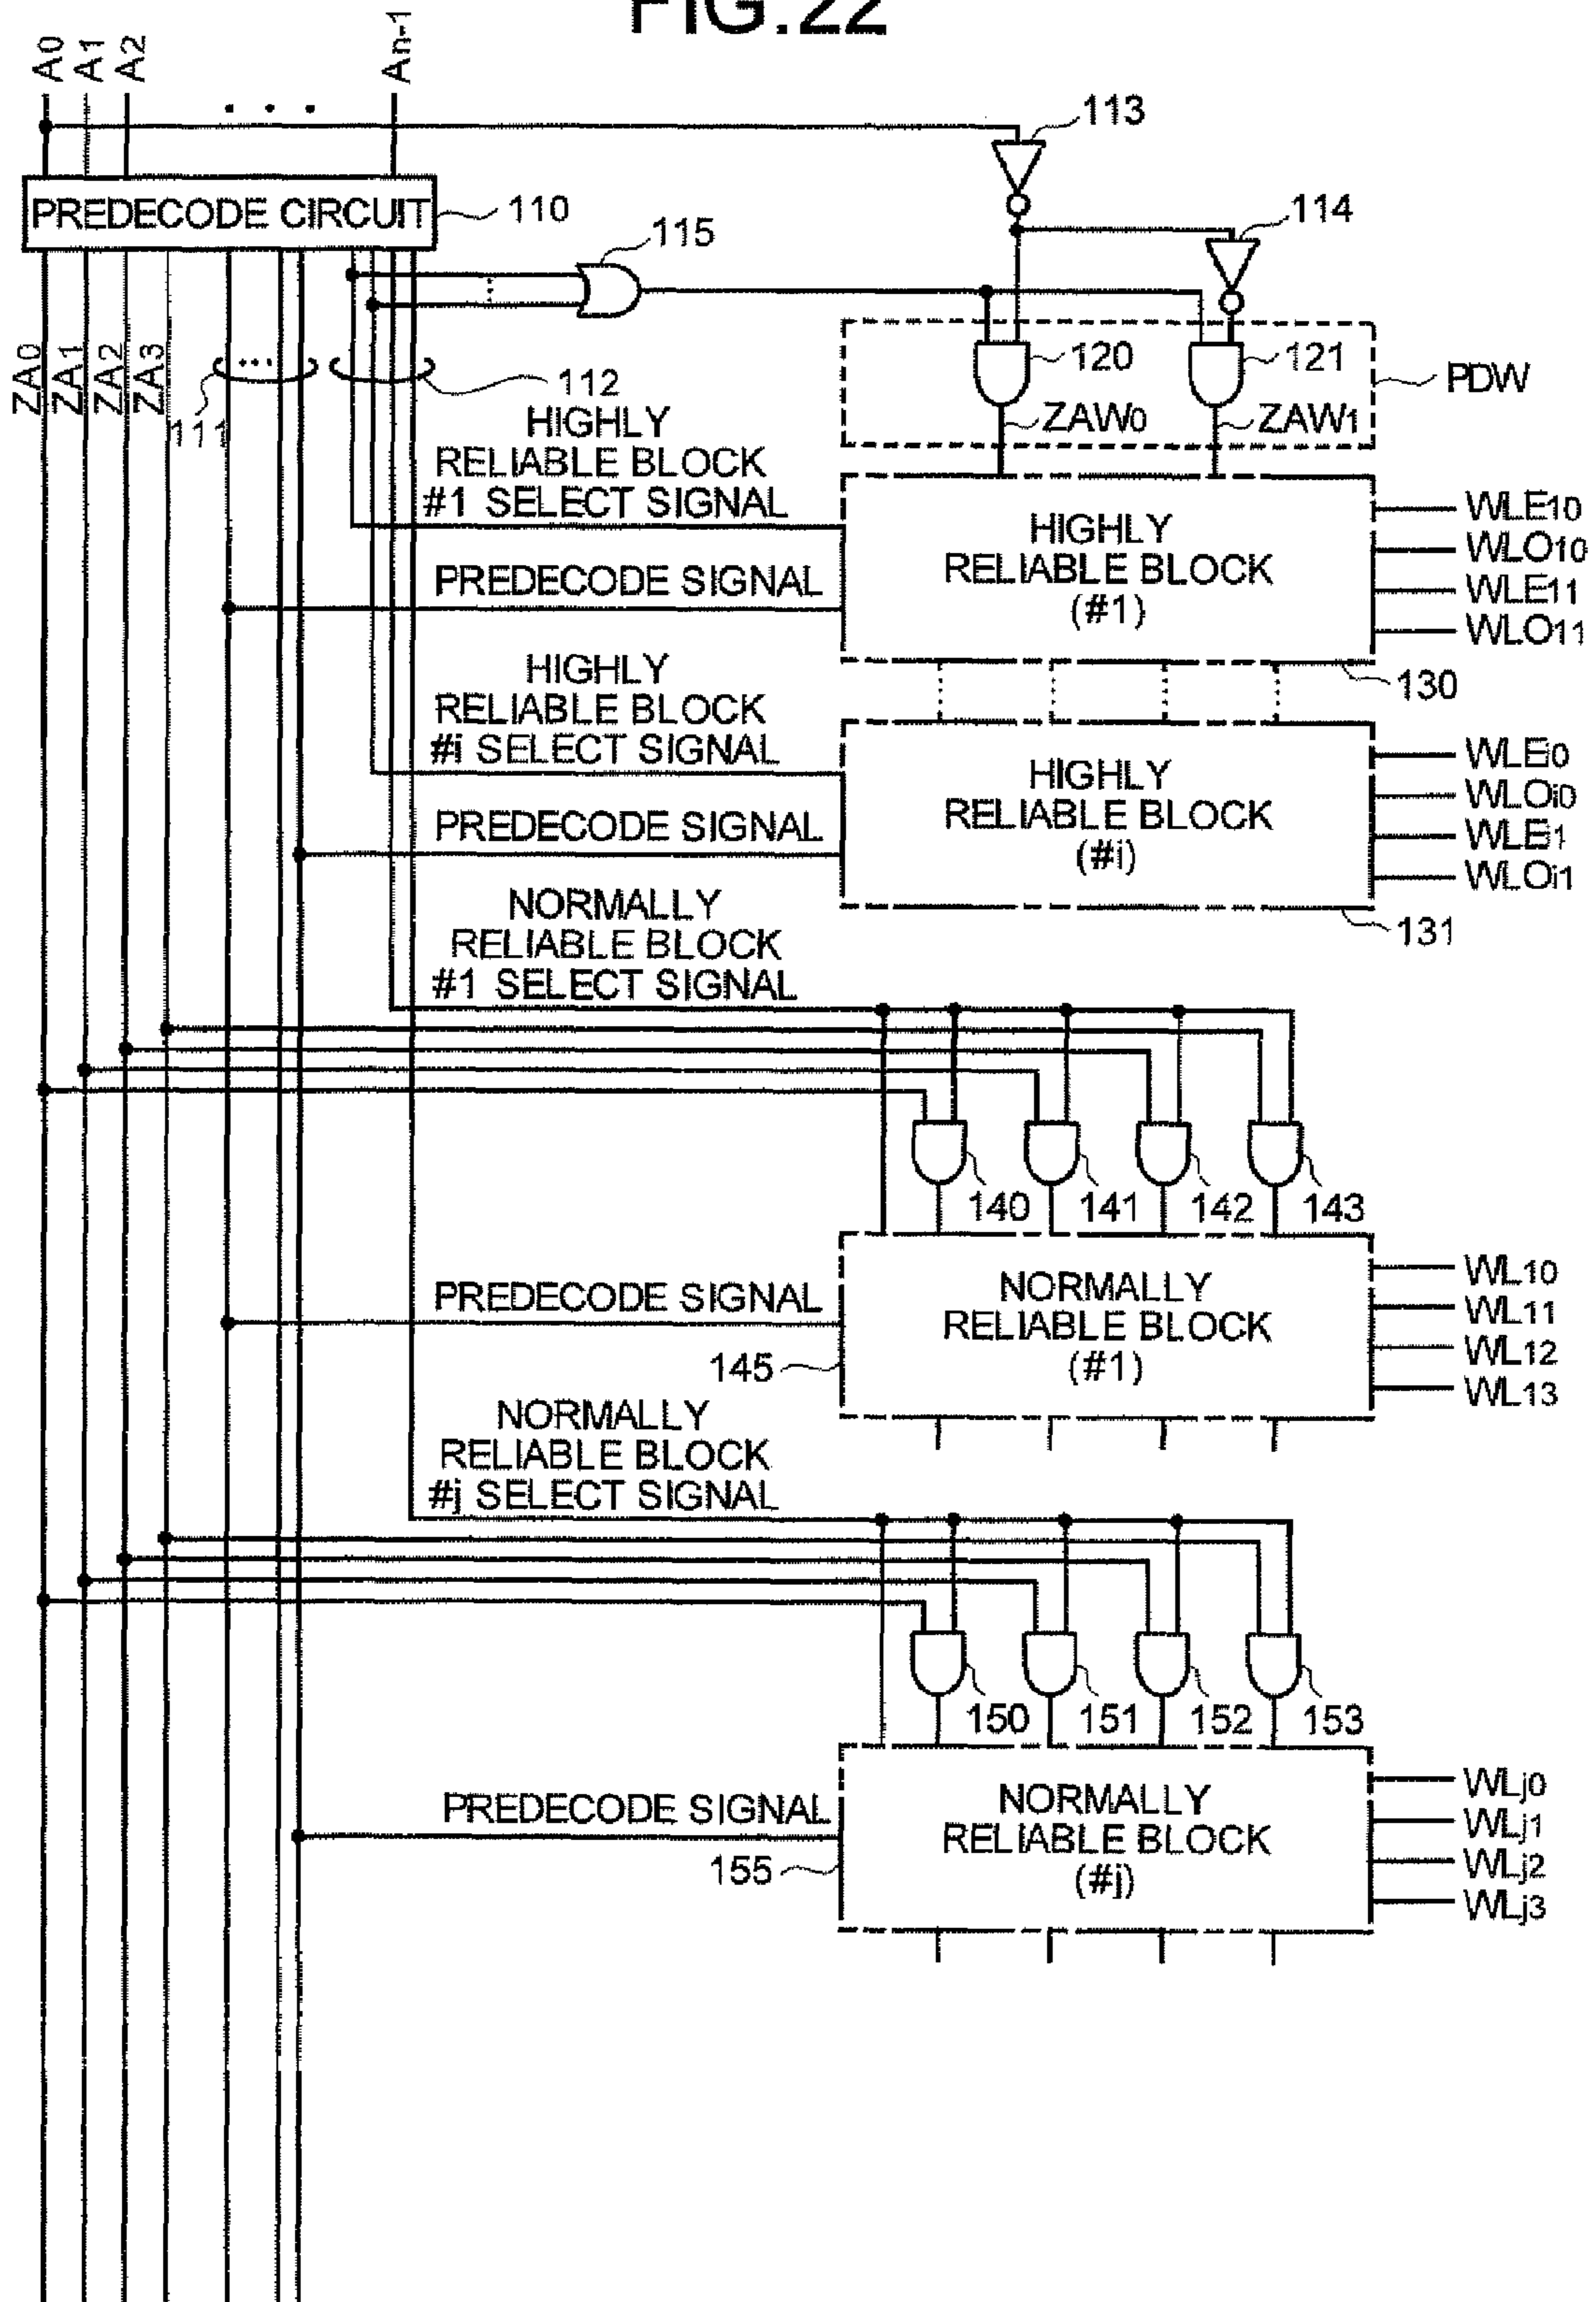 FIG.22
A0
A1
A2
An-1
113
PREDECODE CIRCUIT
110
114
115
ZA0
ZA1
ZA2
ZA3
111
112
120
121
PDW
ZAW0
ZAW1
HIGHLY
RELIABLE BLOCK
#1 SELECT SIGNAL
HIGHLY
RELIABLE BLOCK
(#1)
WLE10
WLO10
WLE11
WLO11
PREDECODE SIGNAL
130
HIGHLY
RELIABLE BLOCK
#i SELECT SIGNAL
HIGHLY
RELIABLE BLOCK
(#i)
WLEi0
WLOi0
WLEi1
WLOi1
PREDECODE SIGNAL
131
NORMALLY
RELIABLE BLOCK
#1 SELECT SIGNAL
140
141
142
143
PREDECODE SIGNAL
145
NORMALLY
RELIABLE BLOCK
(#1)
WL10
WL11
WL12
WL13
NORMALLY
RELIABLE BLOCK
#j SELECT SIGNAL
150
151
152
153
PREDECODE SIGNAL
155
NORMALLY
RELIABLE BLOCK
(#j)
WLj0
WLj1
WLj2
WLj3